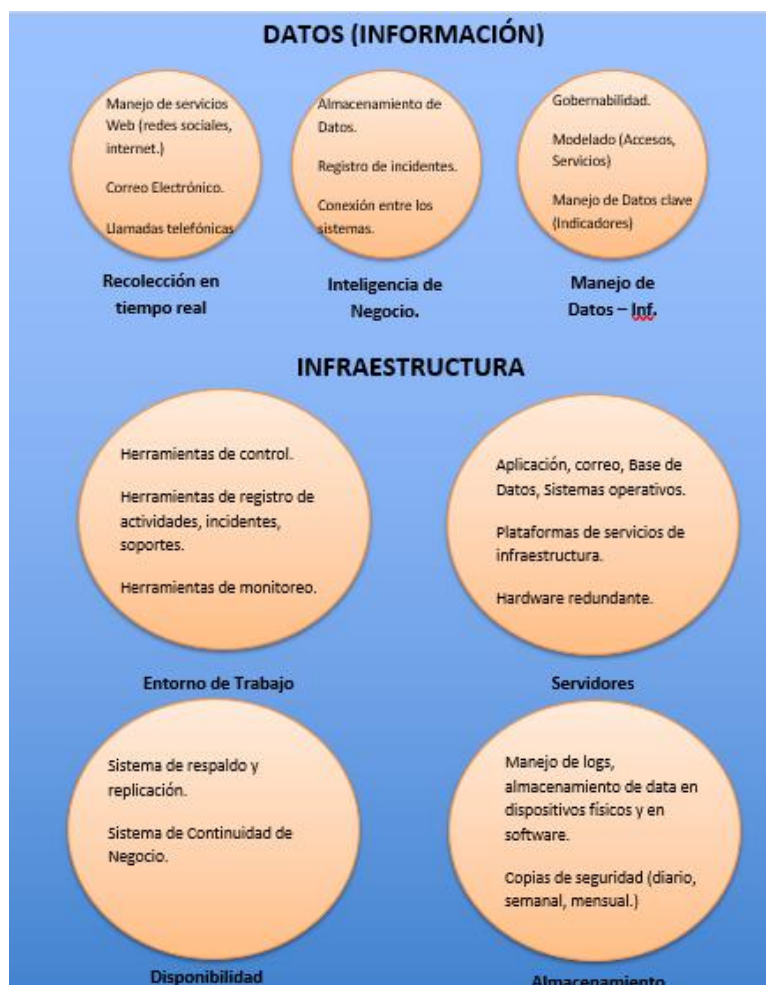 DATOS (INFORMACIÓN)
Manejo de servicios
Web (redes sociales,
internet.)
Correo Electrónico.
Llamadas telefónicas
Recolección en
tiempo real
Almacenamiento de
Datos.
Registro de incidentes.
Conexión entre los
sistemas.
Inteligencia de
Negocio.
Gobernabilidad.
Modelado (Accesos,
Servicios)
Manejo de Datos clave
(Indicadores)
Manejo de
Datos – Inf.
INFRAESTRUCTURA
Herramientas de control.
Herramientas de registro de
actividades, incidentes,
soportes.
Herramientas de monitoreo.
Entorno de Trabajo
Aplicación, correo, Base de
Datos, Sistemas operativos.
Plataformas de servicios de
infraestructura.
Hardware redundante.
Servidores
Sistema de respaldo y
replicación.
Sistema de Continuidad de
Negocio.
Disponibilidad
Manejo de logs,
almacenamiento de data en
dispositivos físicos y en
software.
Copias de seguridad (diario,
semanal, mensual.)
Almacenamiento